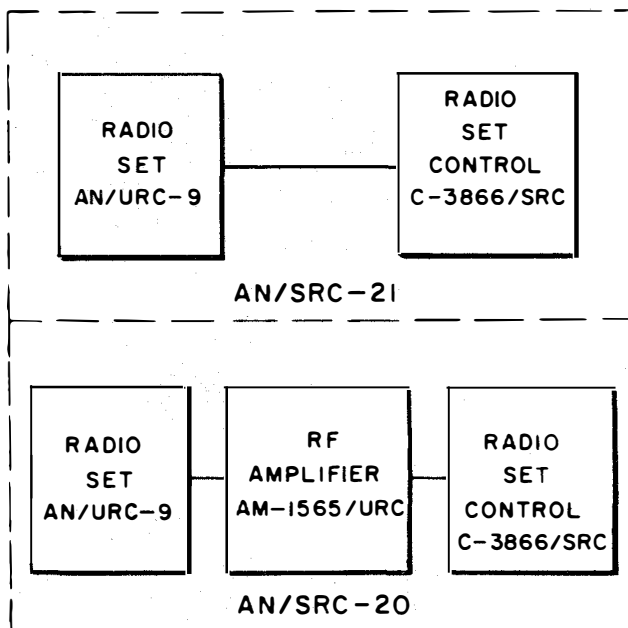 RADIO
SET
AN/URC-9
RADIO
SET
CONTROL
C-3866/SRC
AN/SRC-21
RADIO
SET
AN/URC-9
RF
AMPLIFIER
AM-1565/URC
RADIO
SET
CONTROL
C-3866/SRC
AN/SRC-20